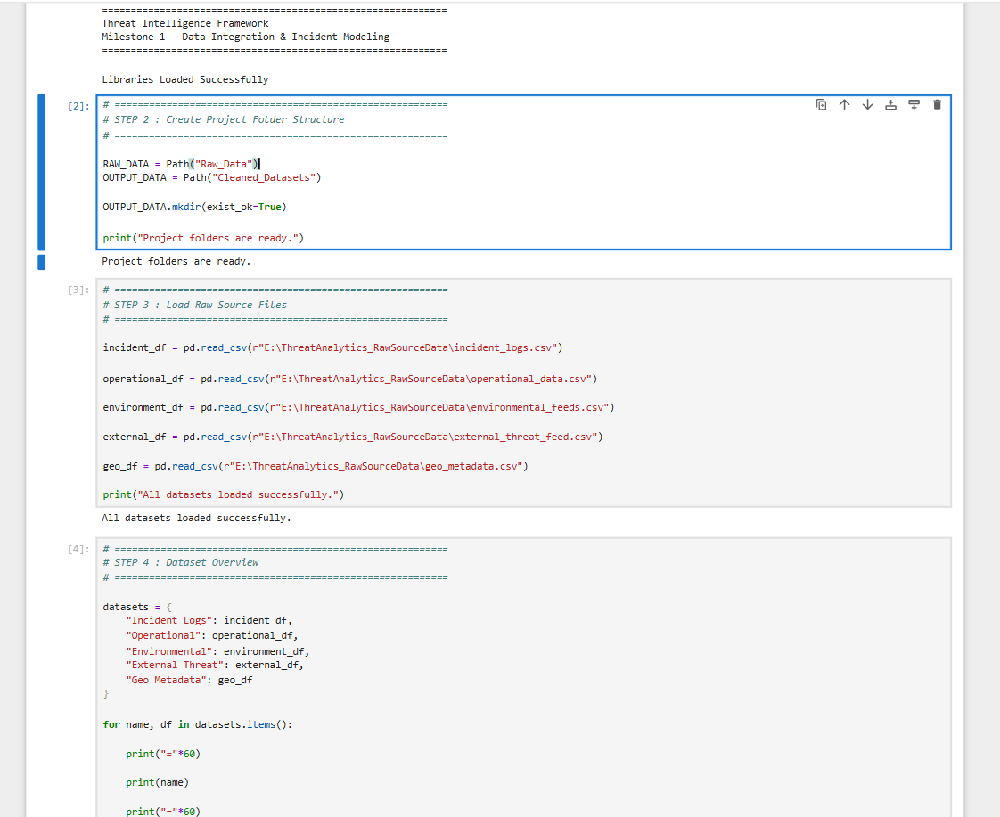 ============================================================
Threat Intelligence Framework
Milestone 1 - Data Integration & Incident Modeling
============================================================
Libraries Loaded Successfully
[2]:
# ==========================================================
# STEP 2 : Create Project Folder Structure
# ==========================================================
RAW_DATA = Path("Raw_Data")
OUTPUT_DATA = Path("Cleaned_Datasets")
OUTPUT_DATA.mkdir(exist_ok=True)
print("Project folders are ready.")
Project folders are ready.
[3]:
# ==========================================================
# STEP 3 : Load Raw Source Files
# ==========================================================
incident_df = pd.read_csv(r"E:\ThreatAnalytics_RawSourceData\incident_logs.csv")
operational_df = pd.read_csv(r"E:\ThreatAnalytics_RawSourceData\operational_data.csv")
environment_df = pd.read_csv(r"E:\ThreatAnalytics_RawSourceData\environmental_feeds.csv")
external_df = pd.read_csv(r"E:\ThreatAnalytics_RawSourceData\external_threat_feed.csv")
geo_df = pd.read_csv(r"E:\ThreatAnalytics_RawSourceData\geo_metadata.csv")
print("All datasets loaded successfully.")
All datasets loaded successfully.
[4]:
# ==========================================================
# STEP 4 : Dataset Overview
# ==========================================================
datasets = {
    "Incident Logs": incident_df,
    "Operational": operational_df,
    "Environmental": environment_df,
    "External Threat": external_df,
    "Geo Metadata": geo_df
}
for name, df in datasets.items():
    print("="*60)
    print(name)
    print("="*60)